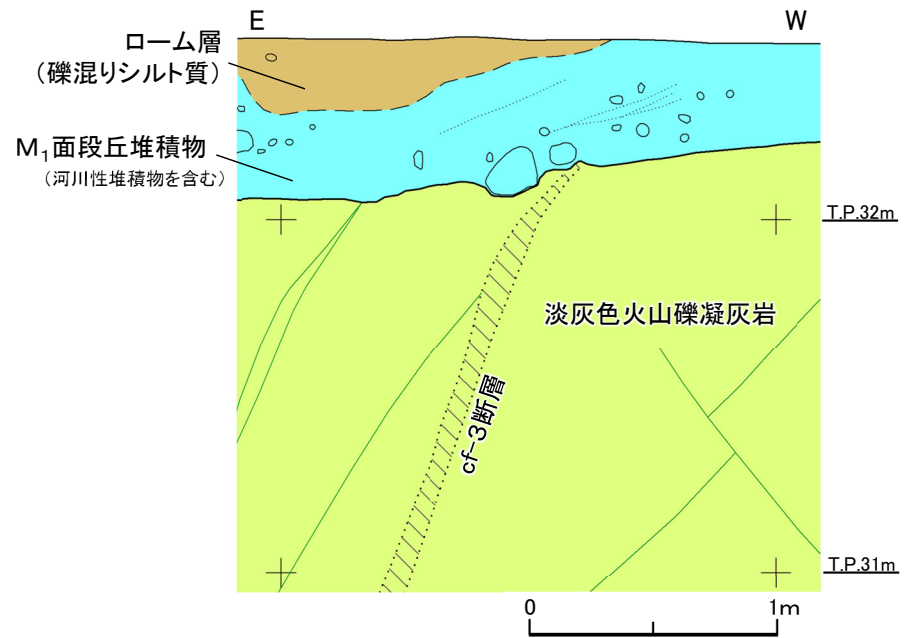 E
W
ローム層
（礫混りシルト質）
M₁面段丘堆積物
（河川性堆積物を含む）
T.P.32m
淡灰色火山礫凝灰岩
cf-3断層
T.P.31m
0
1m